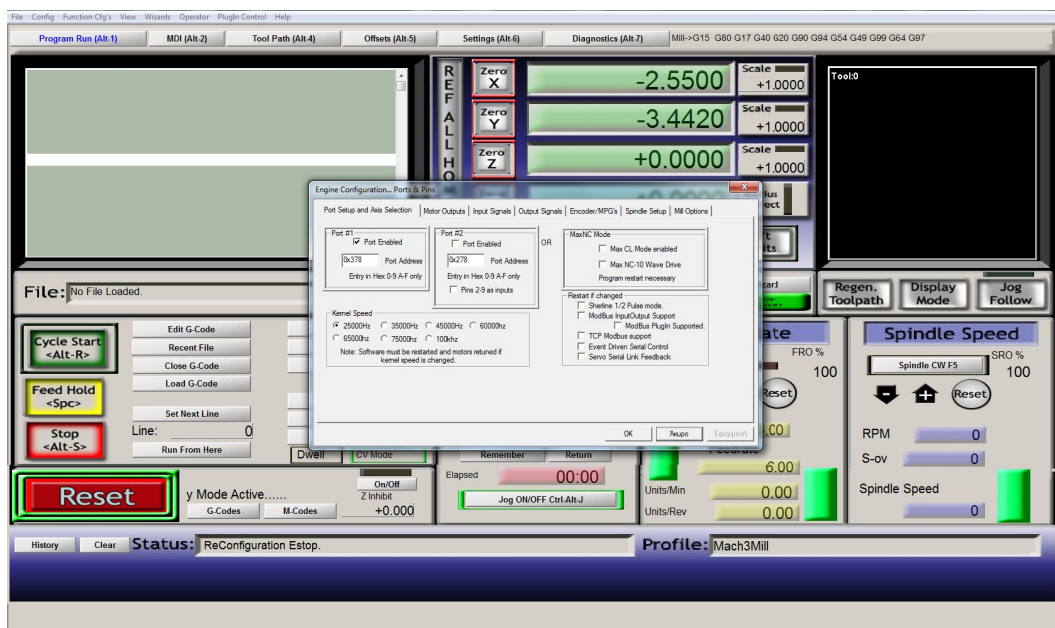 File Config Function Cfg's View Wizards Operator PlugIn Control Help
Program Run (Alt-1) MDI (Alt-2) Tool Path (Alt-4) Offsets (Alt-5) Settings (Alt-6) Diagnostics (Alt-7) Mill->G15 G80 G17 G40 G20 G90 G94 G54 G49 G99 G64 G97
REF ALL HO
Zero X -2.5500 Scale +1.0000
Zero Y -3.4420 Scale +1.0000
Zero Z +0.0000 Scale +1.0000
Tool:0
Engine Configuration... Ports & Pins
Port Setup and Axis Selection Motor Outputs Input Signals Output Signals Encoder/MPG's Spindle Setup Mill Options
Port #1
Port Enabled
0x378 Port Address
Entry in Hex 0-9 A-F only
Port #2
Port Enabled
0x278 Port Address
Entry in Hex 0-9 A-F only
Pins 2-9 as inputs
OR
MaxNC Mode
Max CL Mode enabled
Max NC-10 Wave Drive
Program restart necessary
Restart if changed
Sherline 1/2 Pulse mode.
ModBus InputOutput Support
ModBus PlugIn Supported.
TCP Modbus support
Event Driven Serial Control
Servo Serial Link Feedback
Kernel Speed
25000Hz 35000Hz 45000Hz 60000hz
65000Hz 75000Hz 100khz
Note: Software must be restarted and motors retuned if
kernel speed is changed.
OK Άκυρο Εφαρμογή
File: No File Loaded.
Regen. Toolpath Display Mode Jog Follow
Cycle Start
<Alt-R>
Feed Hold
<Spc>
Stop
<Alt-S>
Edit G-Code
Recent File
Close G-Code
Load G-Code
Set Next Line
Line: 0
Run From Here
Dwell CV Mode
Remember Return
FRO %
100
Reset
6.00
Units/Min 0.00
Units/Rev 0.00
Spindle Speed
Spindle CW F5
SRO %
100
Reset
RPM 0
S-ov 0
Spindle Speed
0
Reset
y Mode Active......
G-Codes M-Codes
On/Off
Z Inhibit
+0.000
Elapsed 00:00
Jog ON/OFF Ctrl-Alt-J
History Clear Status: ReConfiguration Estop. Profile: Mach3Mill